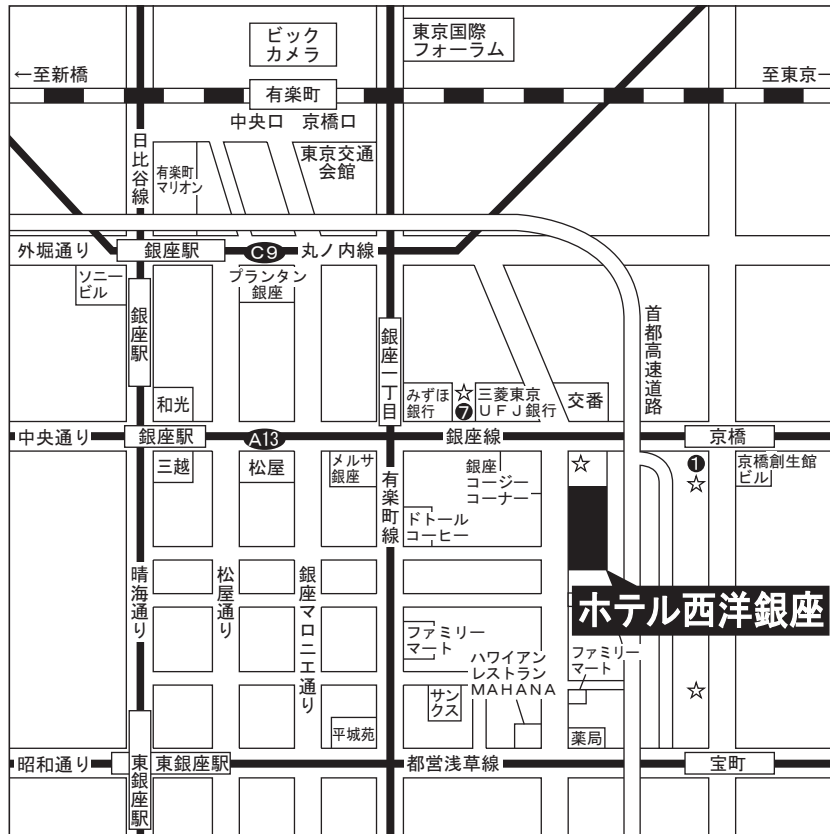 ビック
カメラ
東京国際
フォーラム
←至新橋
至東京→
有楽町
中央口
京橋口
日比谷線
有楽町
マリオン
東京交通
会館
外堀通り
銀座駅
C9
丸ノ内線
ソニー
ビル
プランタン
銀座
銀座駅
銀座一丁目
首都高速道路
和光
みずほ
銀行
☆
7
三菱東京
UFJ銀行
交番
中央通り
銀座駅
A13
銀座線
京橋
三越
松屋
メルサ
銀座
有楽町線
銀座
コージー
コーナー
☆
1
☆
京橋創生館
ビル
ドトール
コーヒー
晴海通り
松屋通り
銀座マロニエ通り
ホテル西洋銀座
ファミリー
マート
ハワイアン
レストラン
MAHANA
ファミリー
マート
サン
クス
☆
平城苑
薬局
昭和通り
東銀座駅
東銀座駅
都営浅草線
宝町